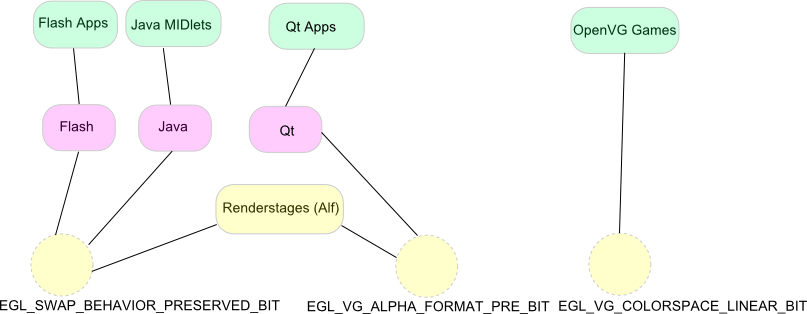 Flash Apps
Java MIDlets
Qt Apps
OpenVG Games
Flash
Java
Qt
Renderstages (Alf)
EGL_SWAP_BEHAVIOR_PRESERVED_BIT
EGL_VG_ALPHA_FORMAT_PRE_BIT
EGL_VG_COLORSPACE_LINEAR_BIT